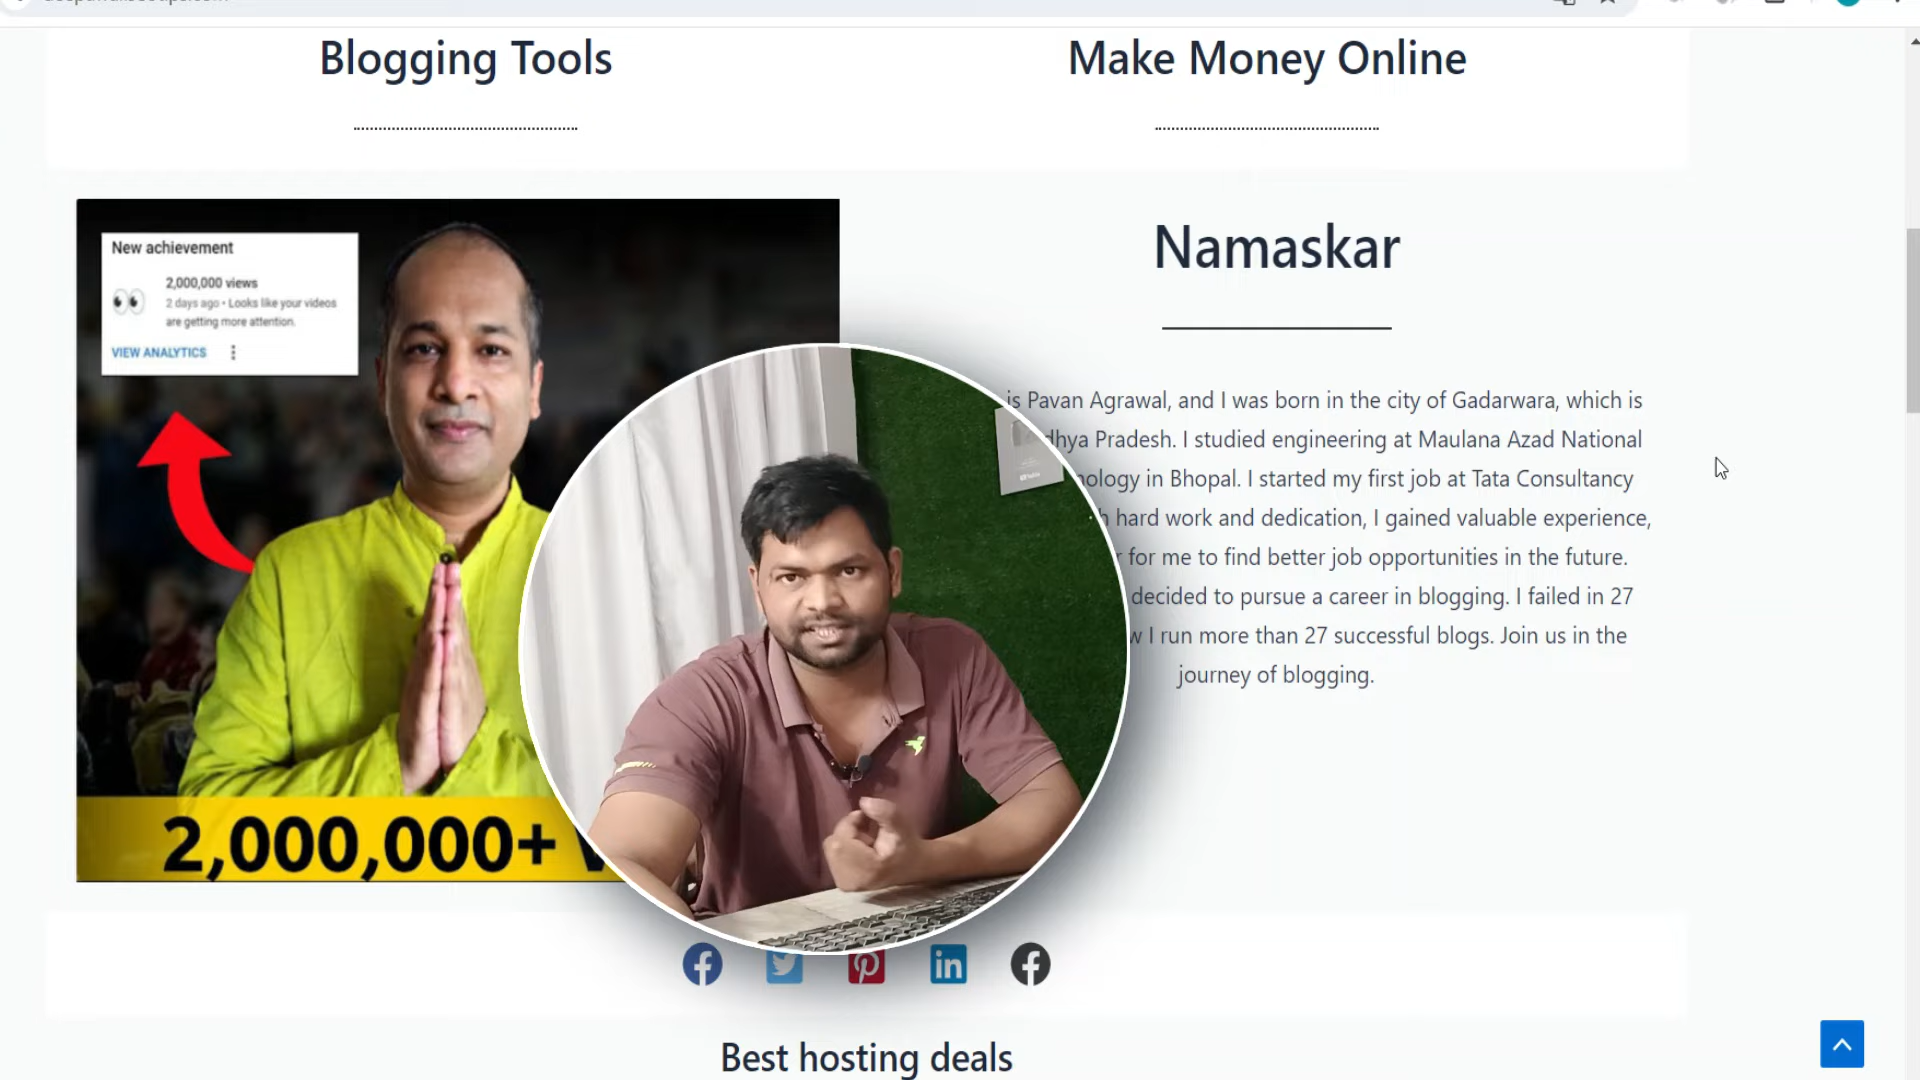 Blogging Tools
Make Money Online
New achievement
2,000,000 views
2 days ago • Looks like your videos
are getting more attention.
VIEW ANALYTICS
2,000,000+
Namaskar
is Pavan Agrawal, and I was born in the city of Gadarwara, which is
dhya Pradesh. I studied engineering at Maulana Azad National
nology in Bhopal. I started my first job at Tata Consultancy
h hard work and dedication, I gained valuable experience,
r for me to find better job opportunities in the future.
decided to pursue a career in blogging. I failed in 27
w I run more than 27 successful blogs. Join us in the
journey of blogging.
Best hosting deals